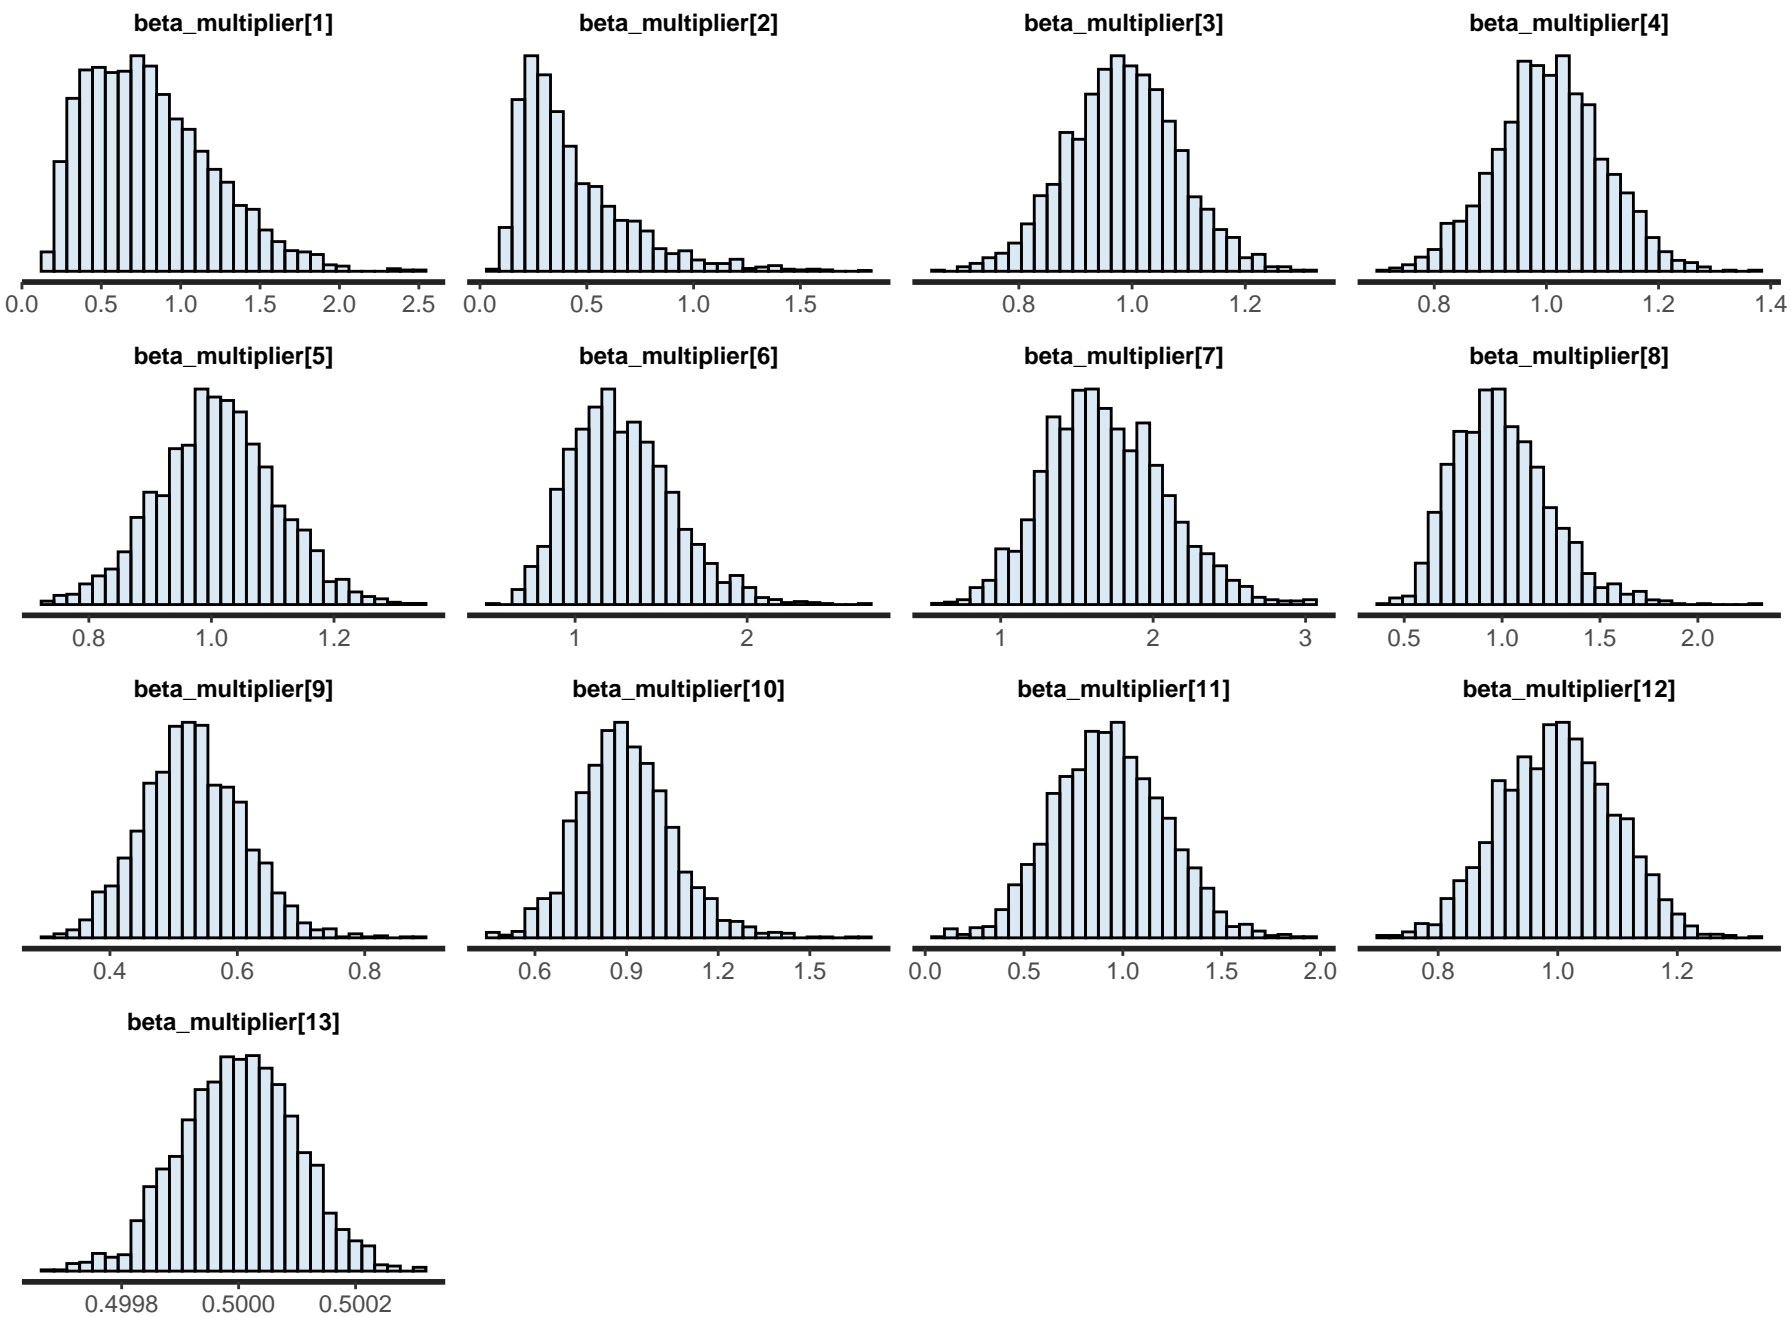 beta_multiplier[1] beta_multiplier[2] beta_multiplier[3] beta_multiplier[4]
0.0 0.5 1.0 1.5 2.0 2.5 0.0 0.5 1.0 1.5 0.8 1.0 1.2 0.8 1.0 1.2 1.4
beta_multiplier[5] beta_multiplier[6] beta_multiplier[7] beta_multiplier[8]
0.8 1.0 1.2 1 2 1 2 3 0.5 1.0 1.5 2.0
beta_multiplier[9] beta_multiplier[10] beta_multiplier[11] beta_multiplier[12]
0.4 0.6 0.8 0.6 0.9 1.2 1.5 0.0 0.5 1.0 1.5 2.0 0.8 1.0 1.2
beta_multiplier[13]
0.4998 0.5000 0.5002